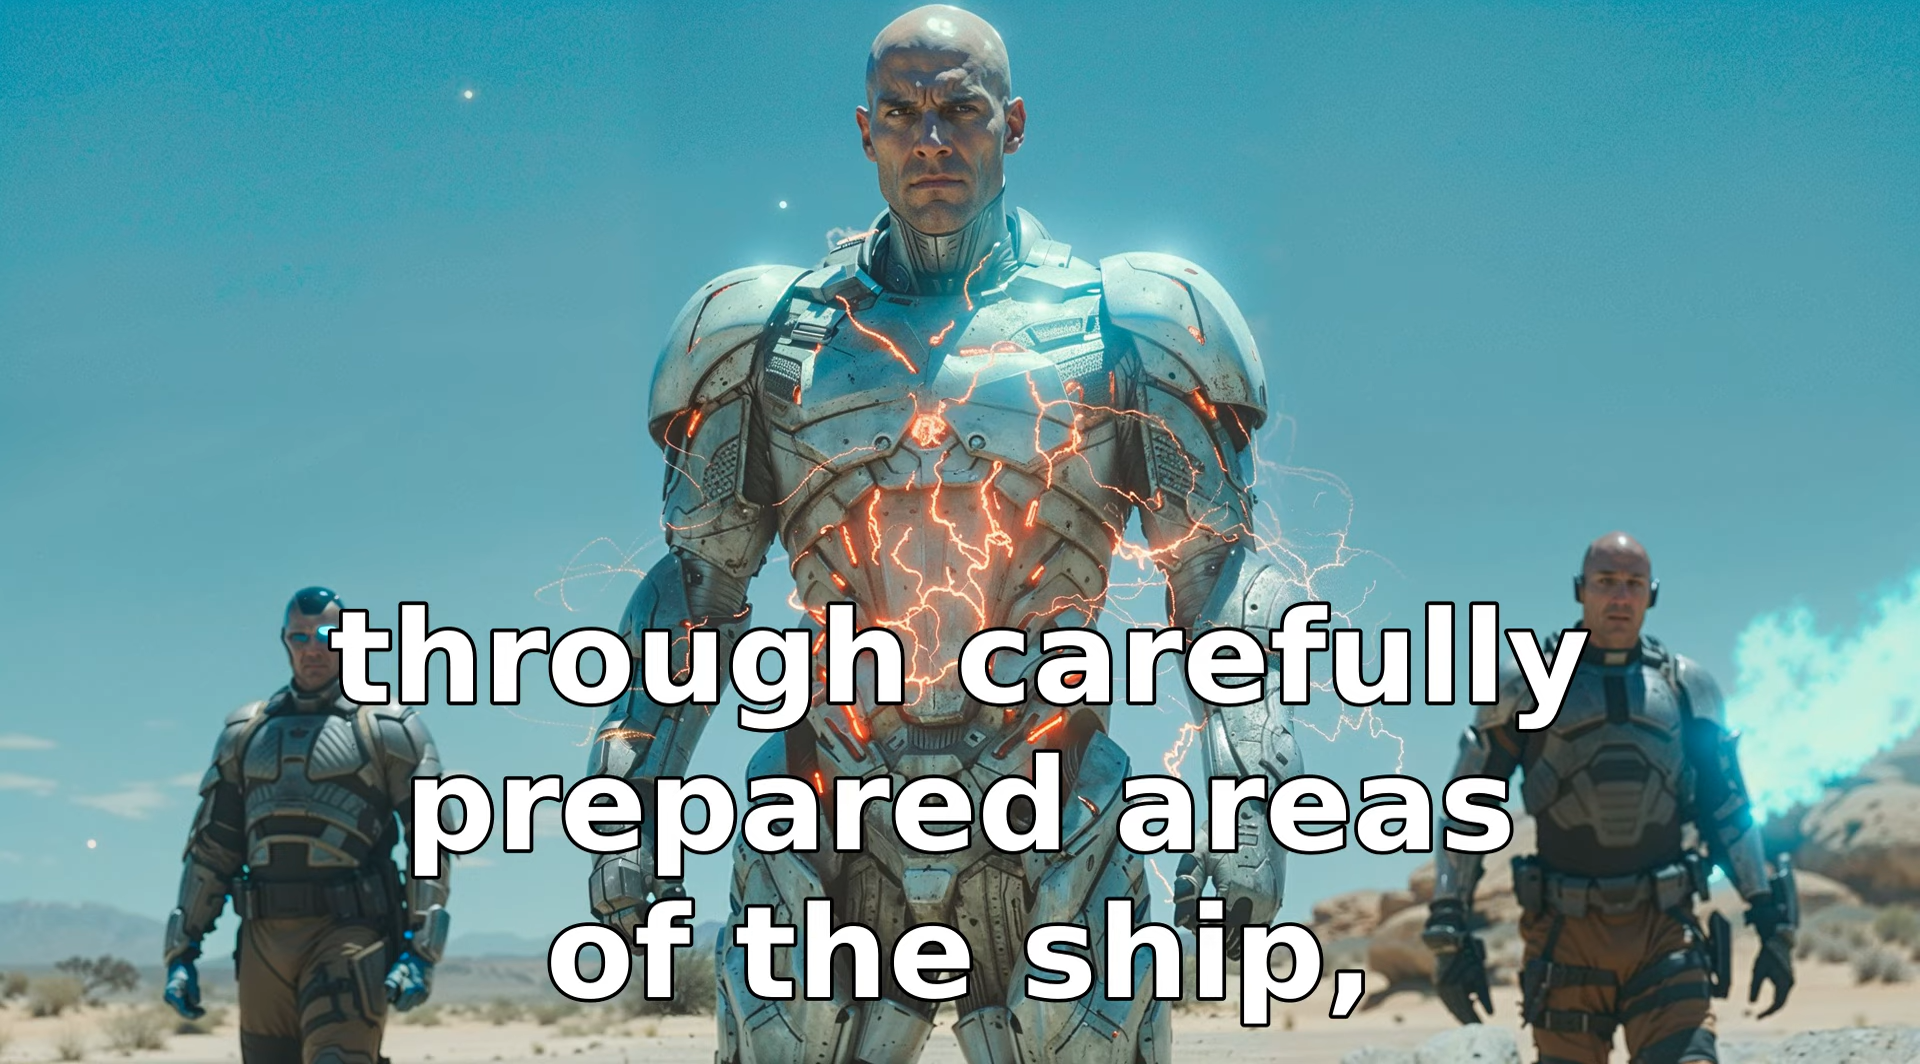 through carefully
prepared areas
of the ship,